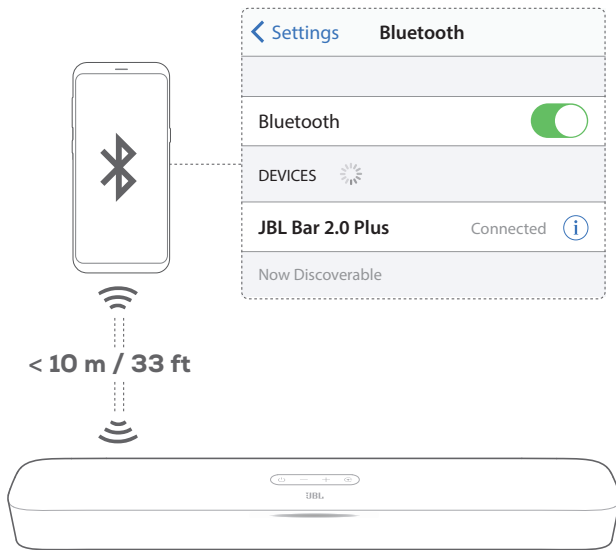 Settings Bluetooth
Bluetooth
DEVICES
JBL Bar 2.0 Plus Connected i
Now Discoverable
< 10 m / 33 ft
JBL